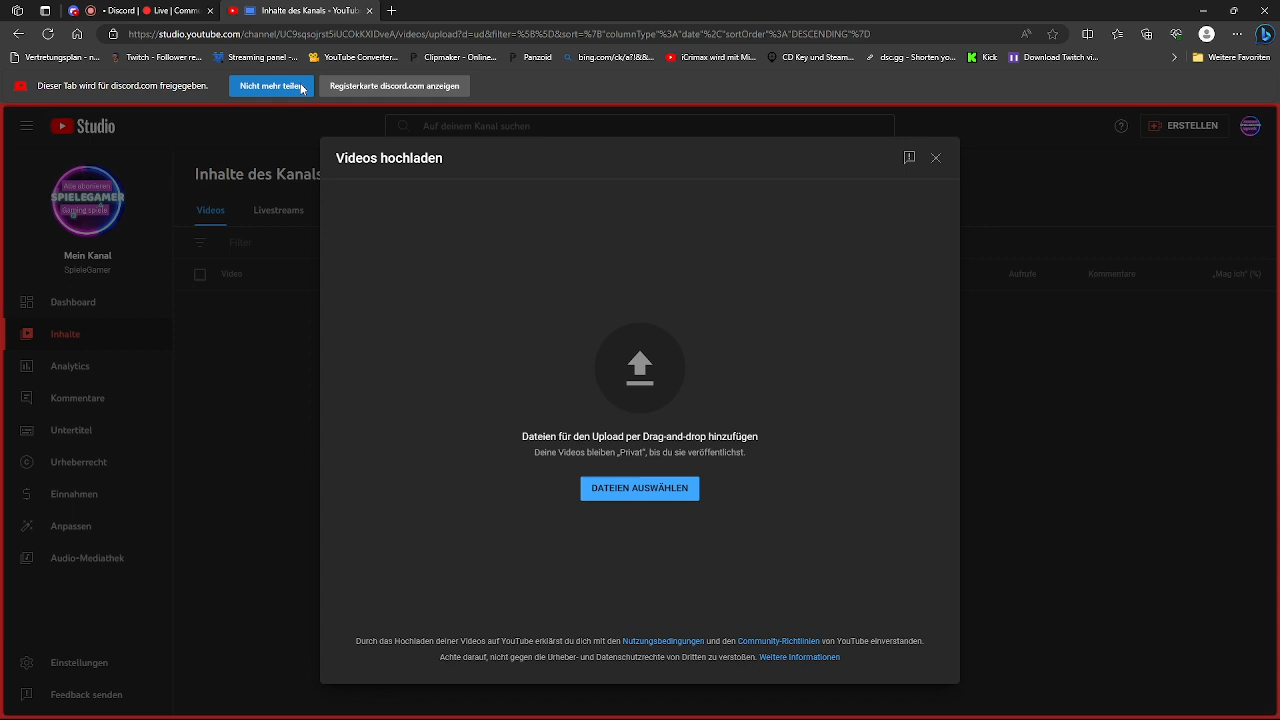 - Discord | Live | Comm
Inhalte des Kanals - YouTube
https://studio.youtube.com/channel/UC9sqsojrst5iUCOkKXIDveA/videos/upload?d=ud&filter=%5B%5D&sort=%7B"columnType"%3A"date"%2C"sortOrder"%3A"DESCENDING"%7D
Vertretungsplan - n... Twitch - Follower re... Streaming panel -... YouTube Converter -... Clipmaker - Online... Panzoid bing.com/ck/a?!&&... iCrimax wird mit Mi... CD Key und Steam... dsc.gg - Shorten yo... Kick Download Twitch vi... Weitere Favoriten
Dieser Tab wird für discord.com freigegeben. Nicht mehr teilen Registerkarte discord.com anzeigen
Studio Auf deinem Kanal suchen ERSTELLEN
Videos hochladen
Inhalte des Kanals
Alle abonieren
SPIELEGAMER
Gaming spiele
Videos Livestreams
Filter
Mein Kanal
SpieleGamer
Video Aufrufe Kommentare „Mag ich" (%)
Dashboard
Inhalte
Analytics
Kommentare
Untertitel
Urheberrecht
Einnahmen
Anpassen
Audio-Mediathek
Einstellungen
Feedback senden
Dateien für den Upload per Drag-and-drop hinzufügen
Deine Videos bleiben „Privat", bis du sie veröffentlichst.
DATEIEN AUSWÄHLEN
Durch das Hochladen deiner Videos auf YouTube erklärst du dich mit den Nutzungsbedingungen und den Community-Richtlinien von YouTube einverstanden.
Achte darauf, nicht gegen die Urheber- und Datenschutzrechte von Dritten zu verstoßen. Weitere Informationen